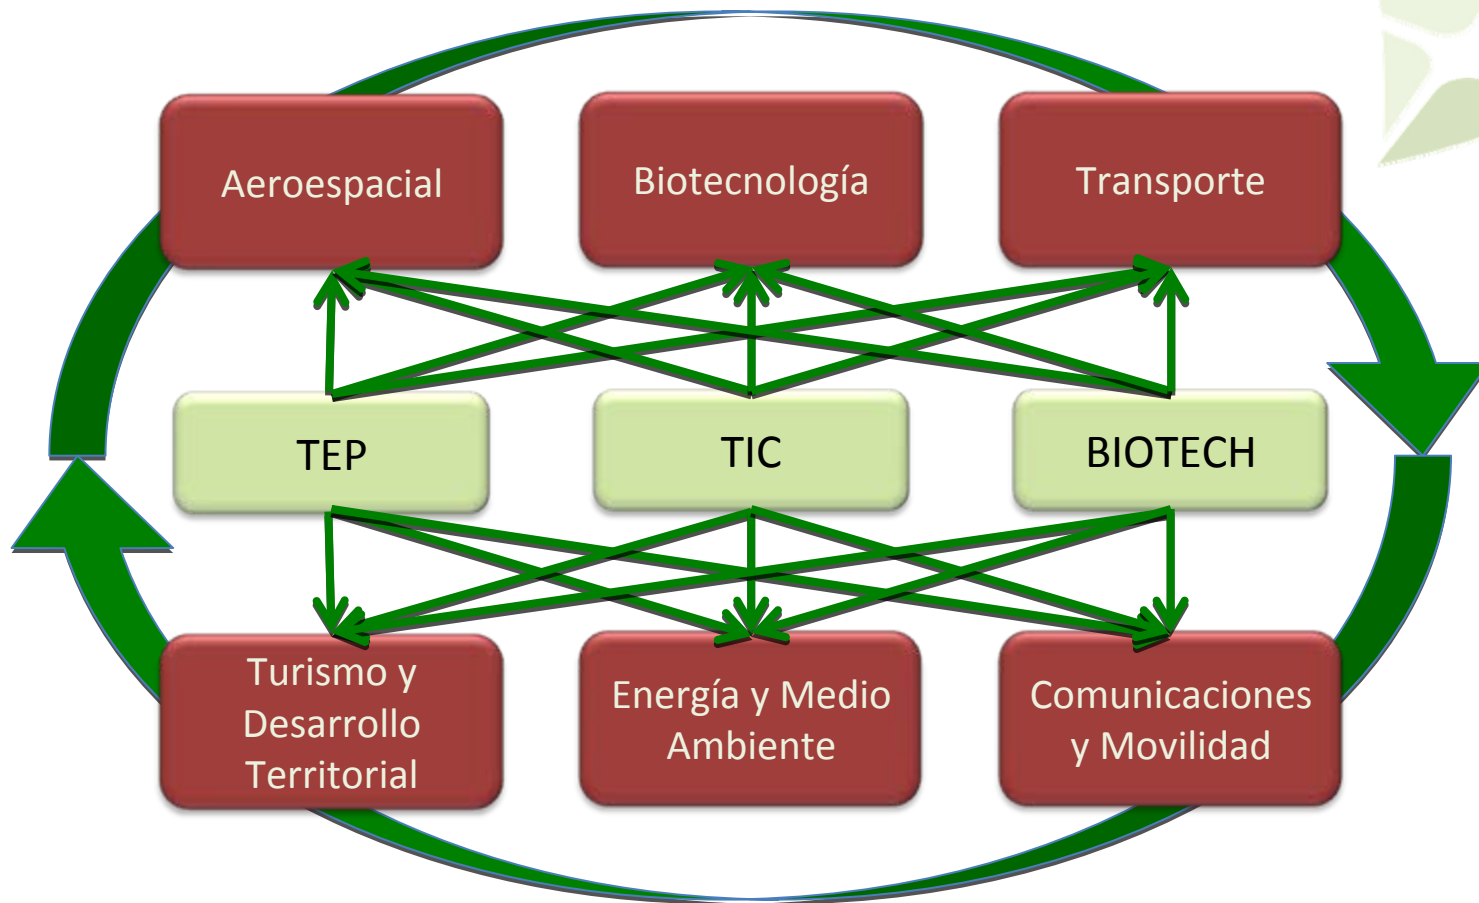 Aeroespacial
Biotecnología
Transporte
TEP
TIC
BIOTECH
Turismo y
Desarrollo
Territorial
Energía y Medio
Ambiente
Comunicaciones
y Movilidad